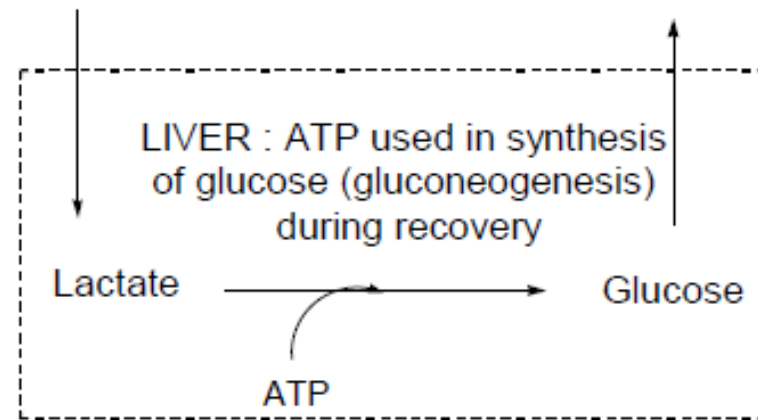 LIVER : ATP used in synthesis
of glucose (gluconeogenesis)
during recovery
Lactate
Glucose
ATP